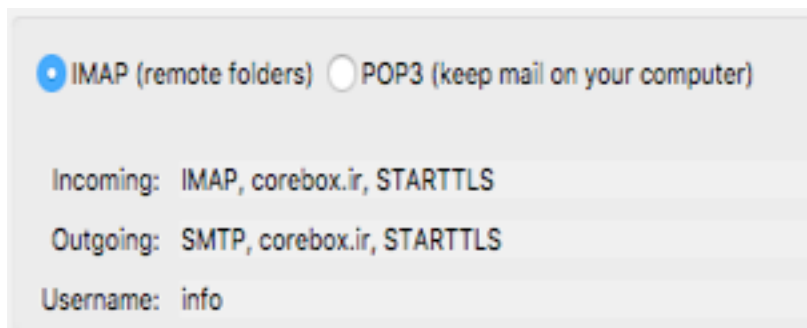 IMAP (remote folders) POP3 (keep mail on your computer)
Incoming: IMAP, corebox.ir, STARTTLS
Outgoing: SMTP, corebox.ir, STARTTLS
Username: info